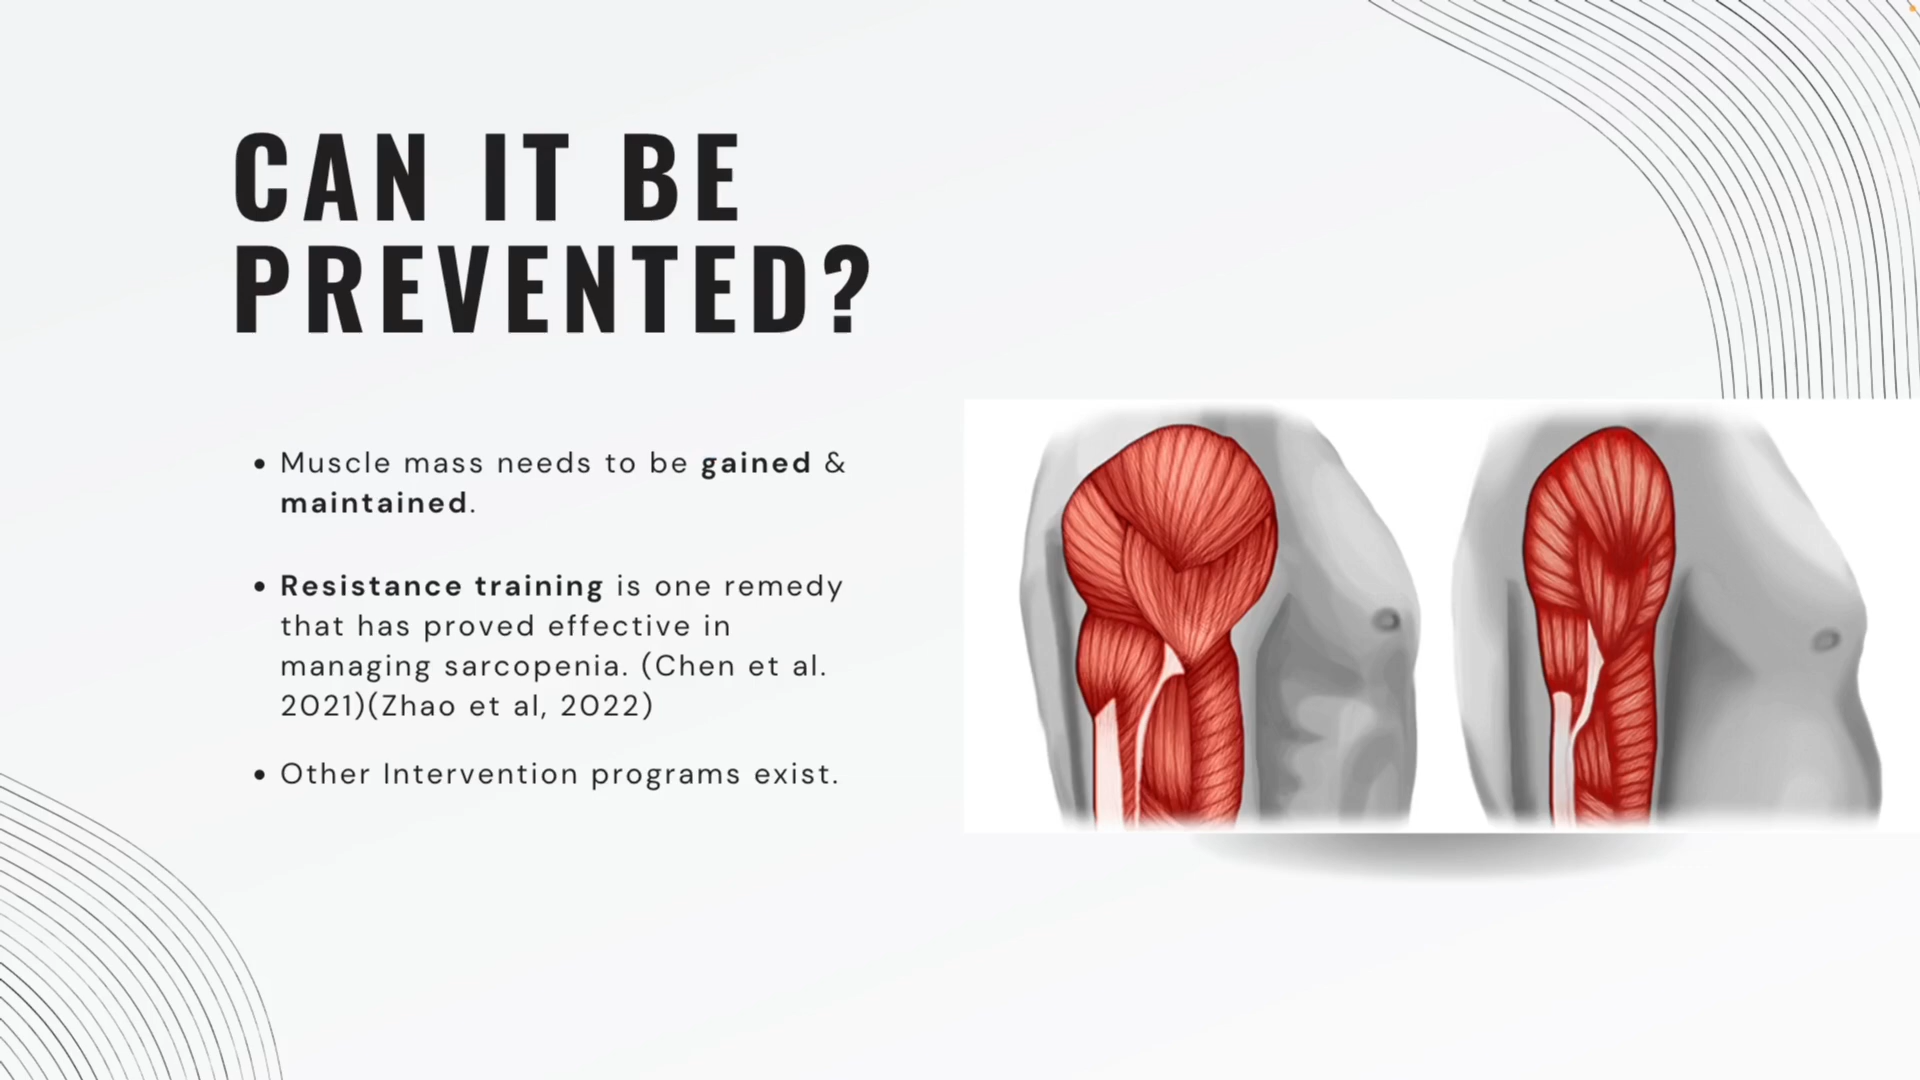 CAN IT BE
PREVENTED?
• Muscle mass needs to be gained &
maintained.
• Resistance training is one remedy
that has proved effective in
managing sarcopenia. (Chen et al.
2021)(Zhao et al, 2022)
• Other Intervention programs exist.